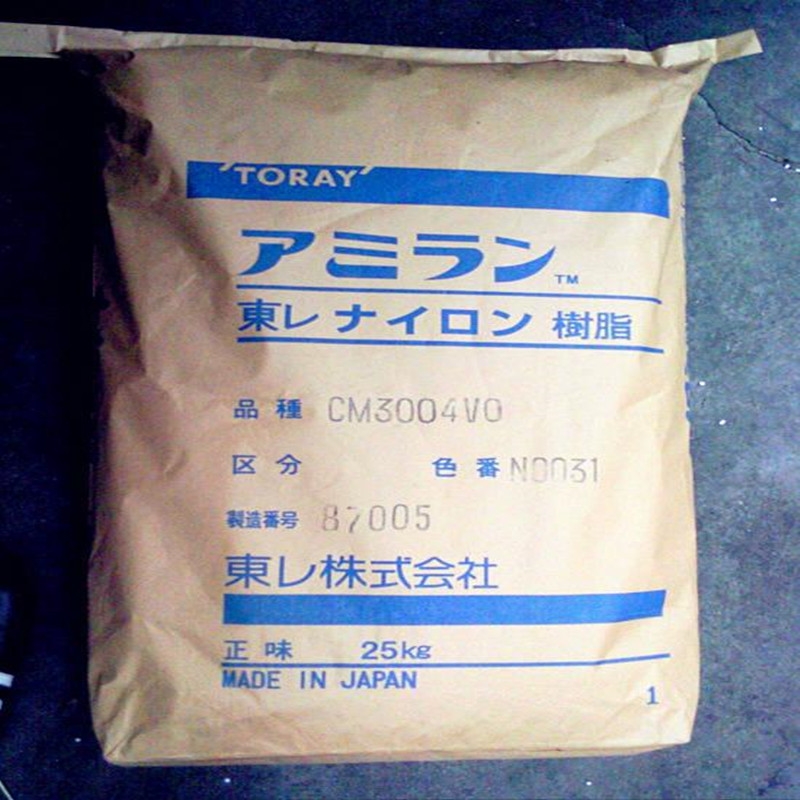 'TORAY'
アミラン™
東レ ナイロン 樹脂
品種 CM3004V0
区分 色番 N0031
製造番号 87005
東レ株式会社
正味 25kg
MADE IN JAPAN
1